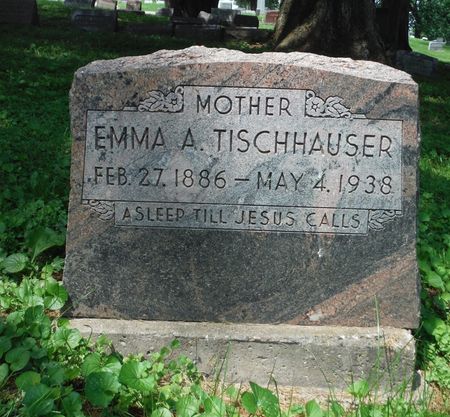 MOTHER
EMMA A. TISCHHAUSER
FEB. 27. 1886 – MAY 4. 1938
ASLEEP TILL JESUS CALLS